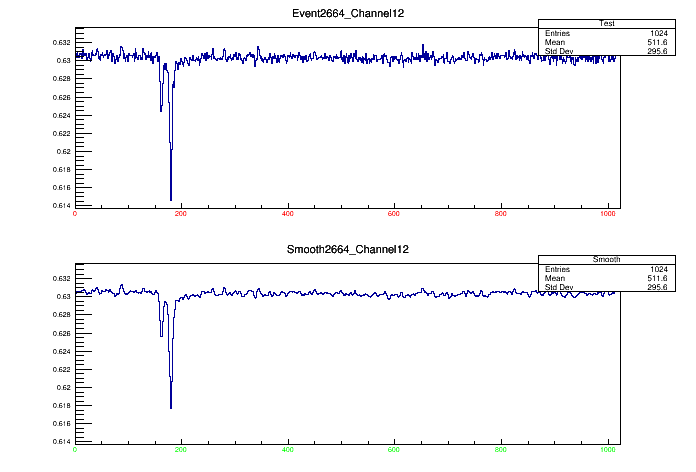 Event2664_Channel12
Test
Entries 1024
Mean 511.6
Std Dev 295.6
0.632
0.63
0.628
0.626
0.624
0.622
0.62
0.618
0.616
0.614
0 200 400 600 800 1000
Smooth2664_Channel12
Smooth
Entries 1024
Mean 511.6
Std Dev 295.6
0.632
0.63
0.628
0.626
0.624
0.622
0.62
0.618
0.616
0.614
0 200 400 600 800 1000